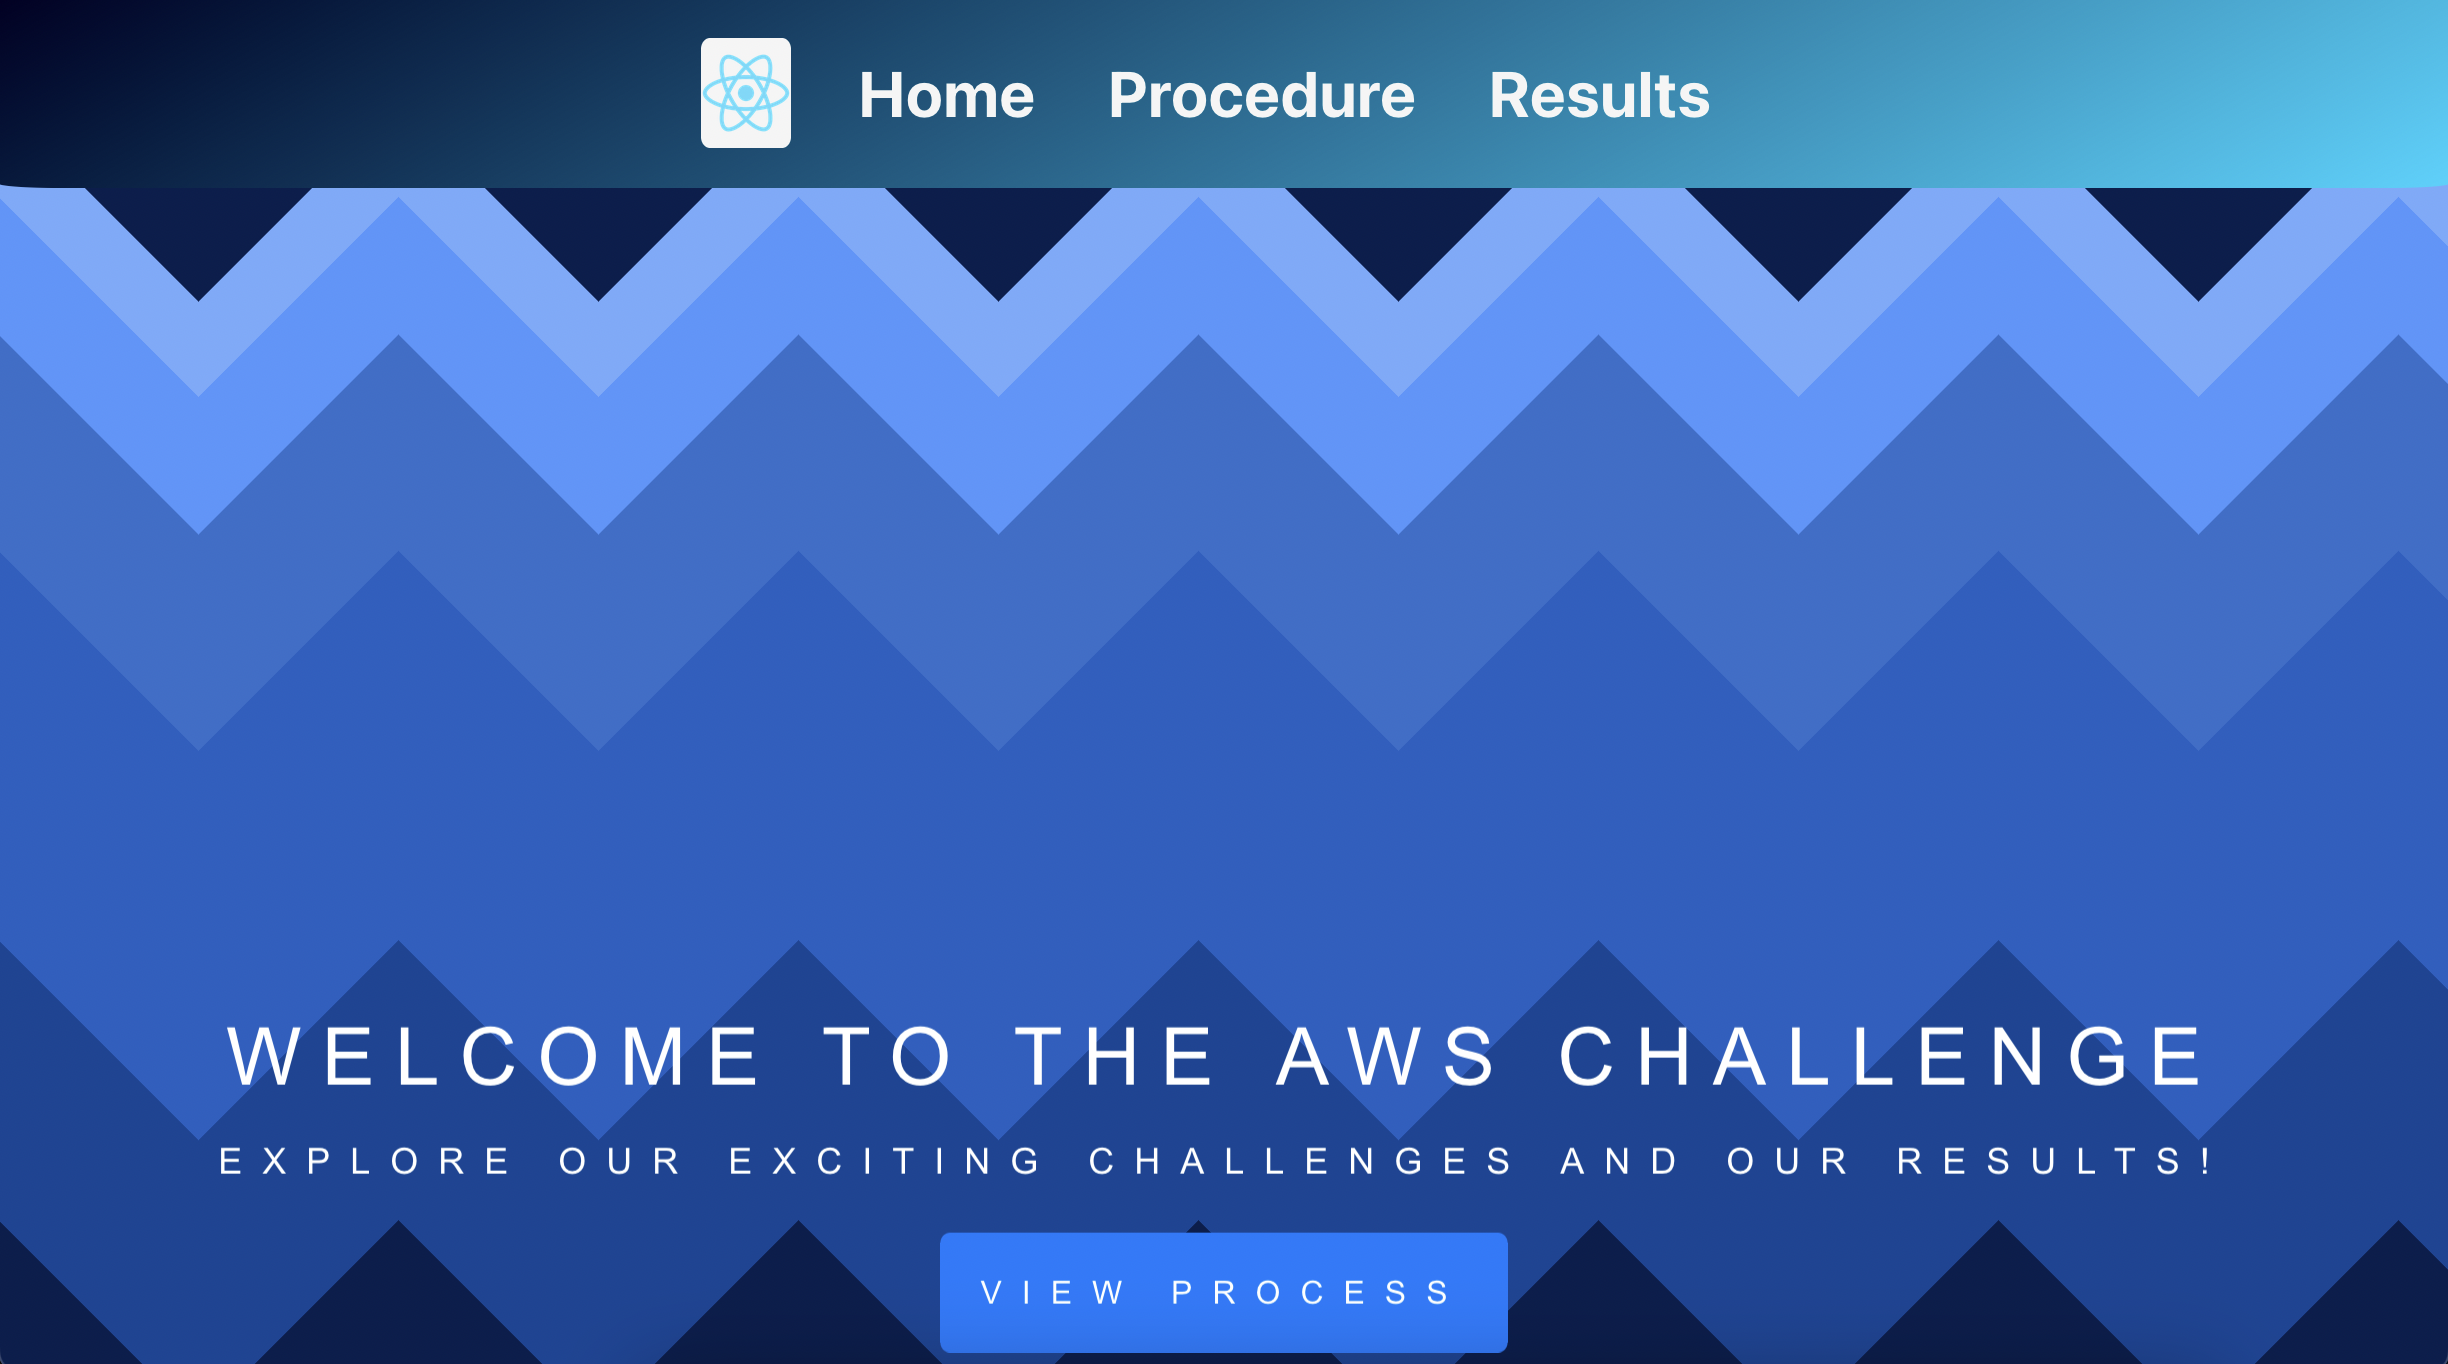 Home Procedure Results
WELCOME TO THE AWS CHALLENGE
EXPLORE OUR EXCITING CHALLENGES AND OUR RESULTS!
VIEW PROCESS